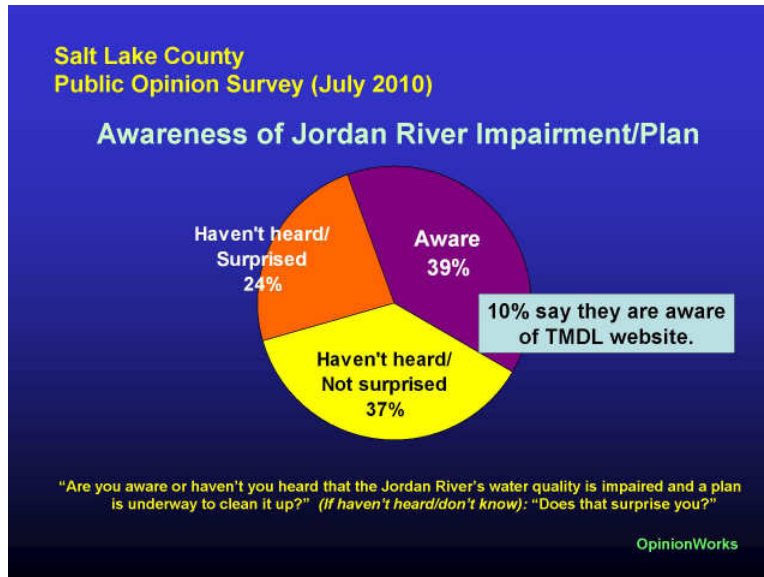 Salt Lake County
Public Opinion Survey (July 2010)
Awareness of Jordan River Impairment/Plan
Haven't heard/
Surprised
24%
Aware
39%
10% say they are aware
of TMDL website.
Haven't heard/
Not surprised
37%
“Are you aware or haven’t you heard that the Jordan River’s water quality is impaired and a plan
is underway to clean it up?” (If haven’t heard/don’t know): “Does that surprise you?”
OpinionWorks